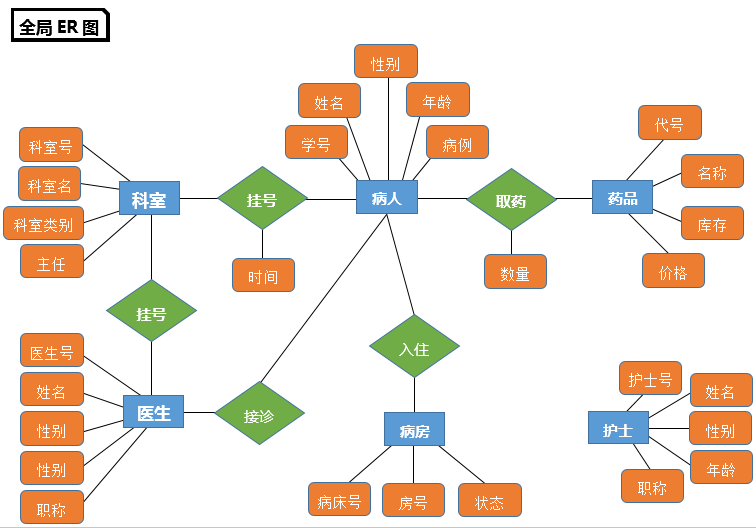 全局 ER 图
性别
姓名
年龄
学号
病例
代号
科室号
科室名
科室类别
主任
科室
挂号
病人
取药
药品
名称
库存
时间
数量
价格
挂号
入住
医生号
姓名
性别
性别
职称
医生
接诊
病房
病床号
房号
状态
护士号
姓名
护士
性别
年龄
职称